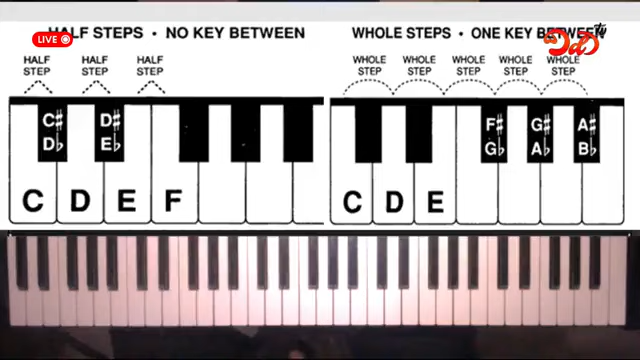 HALF STEPS • NO KEY BETWEEN
WHOLE STEPS • ONE KEY BETWEEN
LIVE
HALF STEP
HALF STEP
HALF STEP
WHOLE STEP
WHOLE STEP
WHOLE STEP
WHOLE STEP
WHOLE STEP
C♯
D♭
D♯
E♭
F♯
G♭
G♯
A♭
A♯
B♭
C D E F
C D E